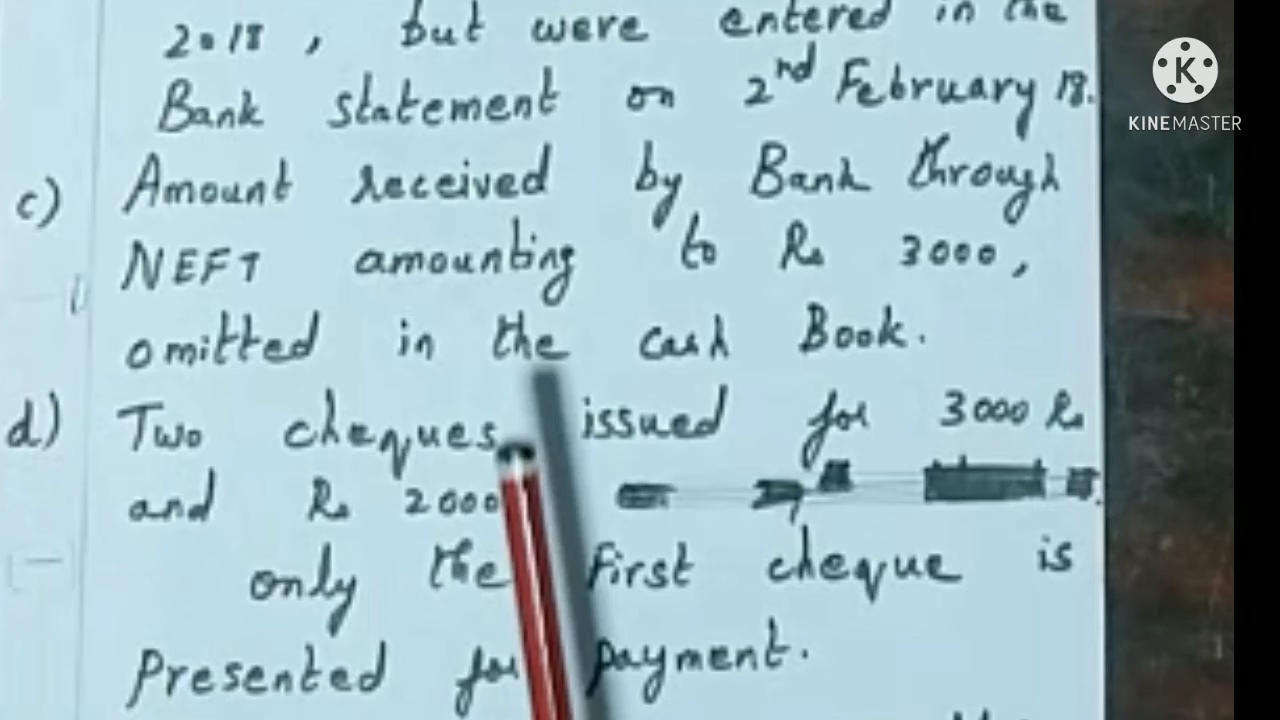 2018, but were entered in the
Bank statement on 2nd February 18.
c) Amount received by Bank through
NEFT amounting to Rs 3000,
omitted in the cash Book.
d) Two cheques issued for 3000 Rs
and Rs 2000
only the first cheque is
Presented for payment.
K
KINEMASTER